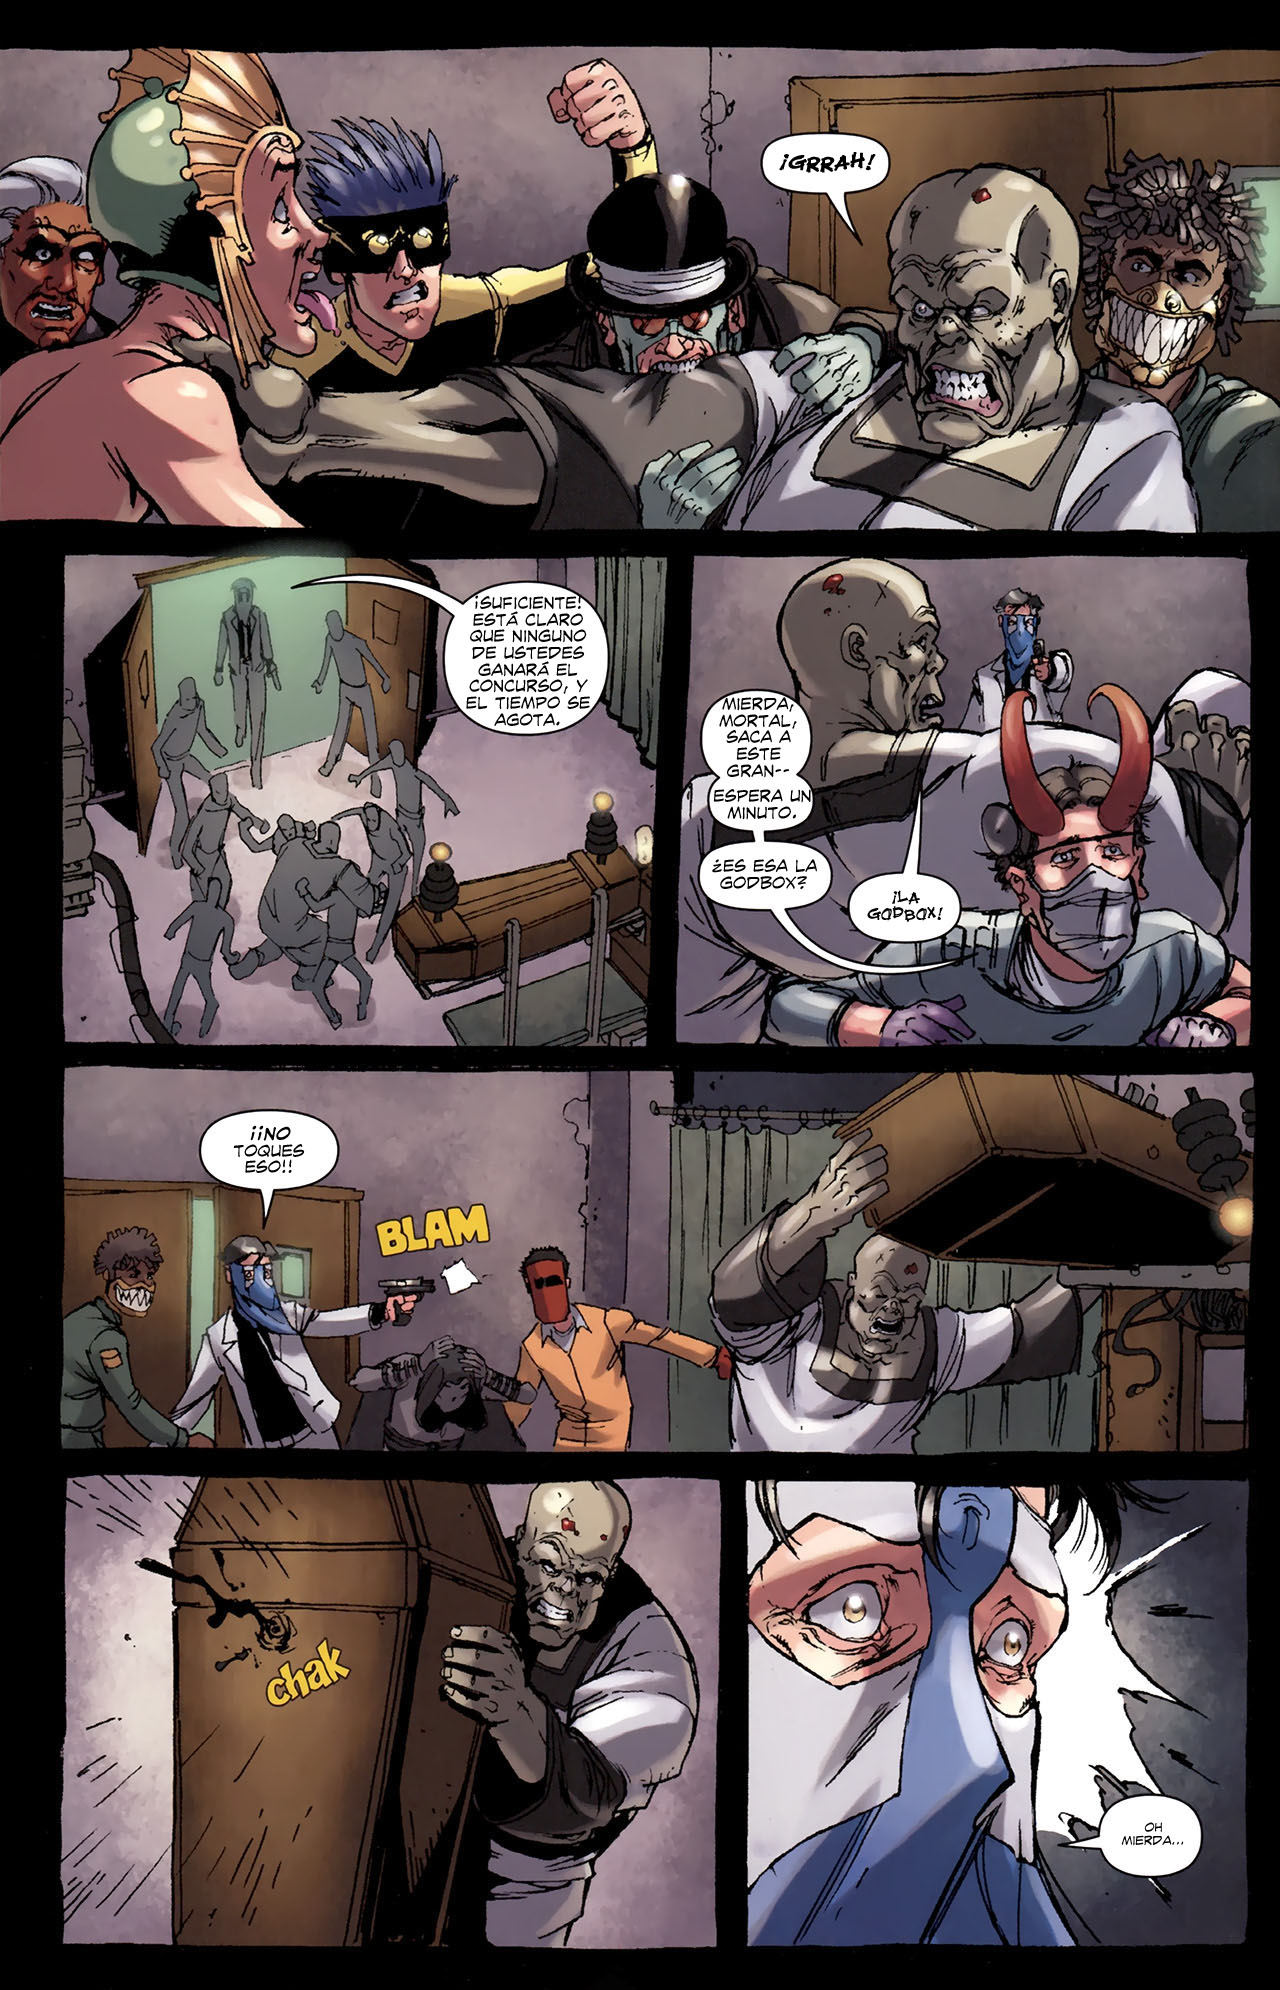 ¡GRRAH!
¡SUFICIENTE!
ESTÁ CLARO
QUE NINGUNO
DE USTEDES
GANARÁ EL
CONCURSO, Y
EL TIEMPO SE
AGOTA.
MIERDA,
MORTAL,
SACA A
ESTE
GRAN--
ESPERA UN
MINUTO.
¿ES ESA LA
GODBOX?
¡LA
GODBOX!
¡¡NO
TOQUES
ESO!!
BLAM
chak
OH
MIERDA...